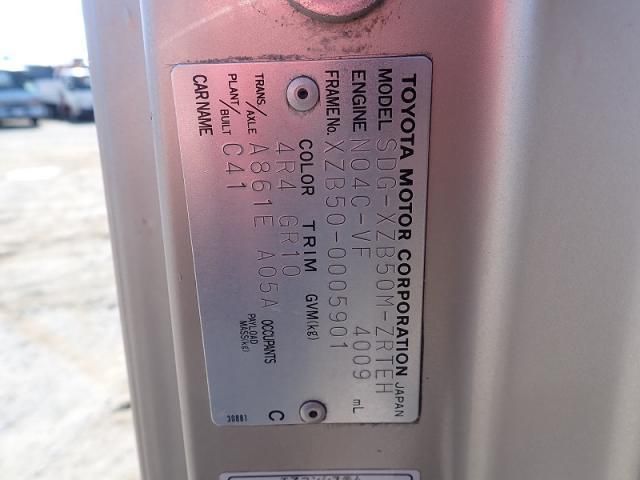 TOYOTA MOTOR CORPORATION JAPAN
MODEL SDG-XZB50M-ZRTEH
ENGINE N04C-VF 4009 mL
FRAME No. XZB50-0005901
COLOR TRIM GVM(kg)
4R4 GR10
TRANS/AXLE A861E A05A OCCUPANTS
PAYLOAD MASS(kg)
PLANT/BUILT C41
CAR NAME
C
30881